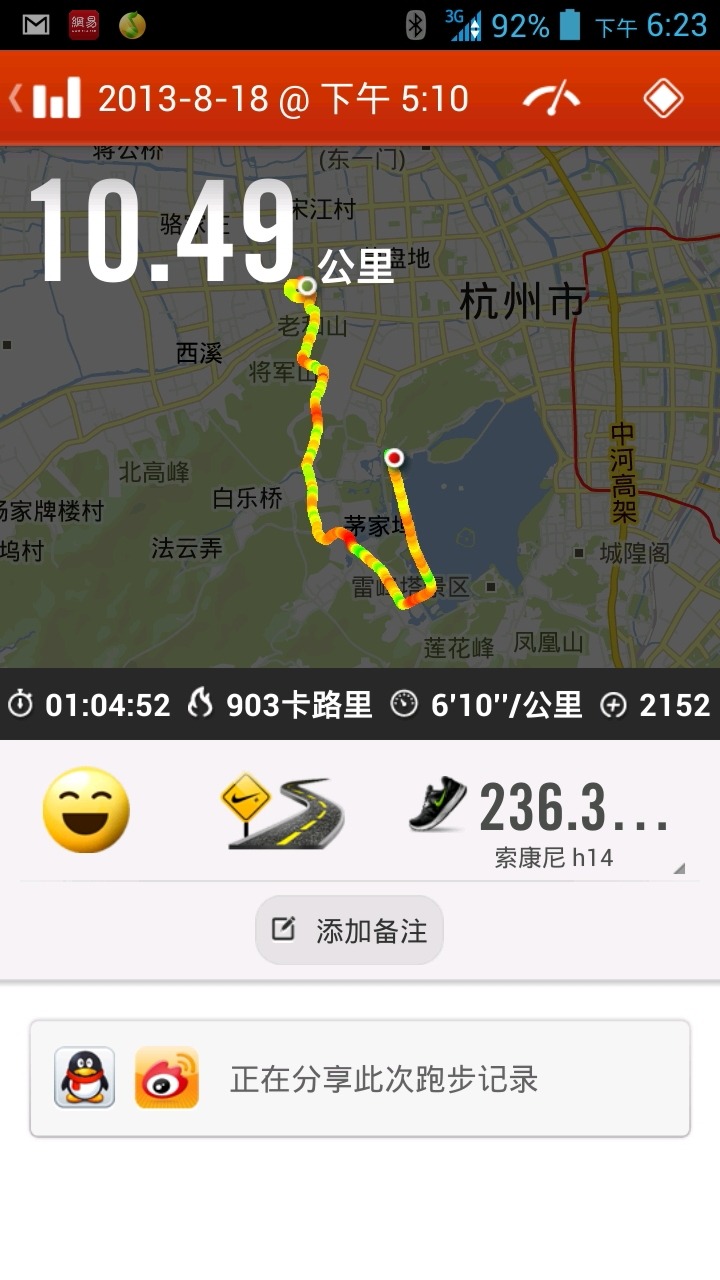 網易
3G
92%
下午 6:23
2013-8-18 @ 下午 5:10
蒋公桥
(东一门)
10.49 公里
宋江村
盘地
杭州市
老和山
西溪
将军山
中河高架
北高峰
白乐桥
杨家牌楼村
茅家埠
坞村
法云弄
城隍阁
雷峰塔景区
莲花峰
凤凰山
01:04:52
903卡路里
6'10''/公里
2152
236.3...
索康尼 h14
添加备注
正在分享此次跑步记录